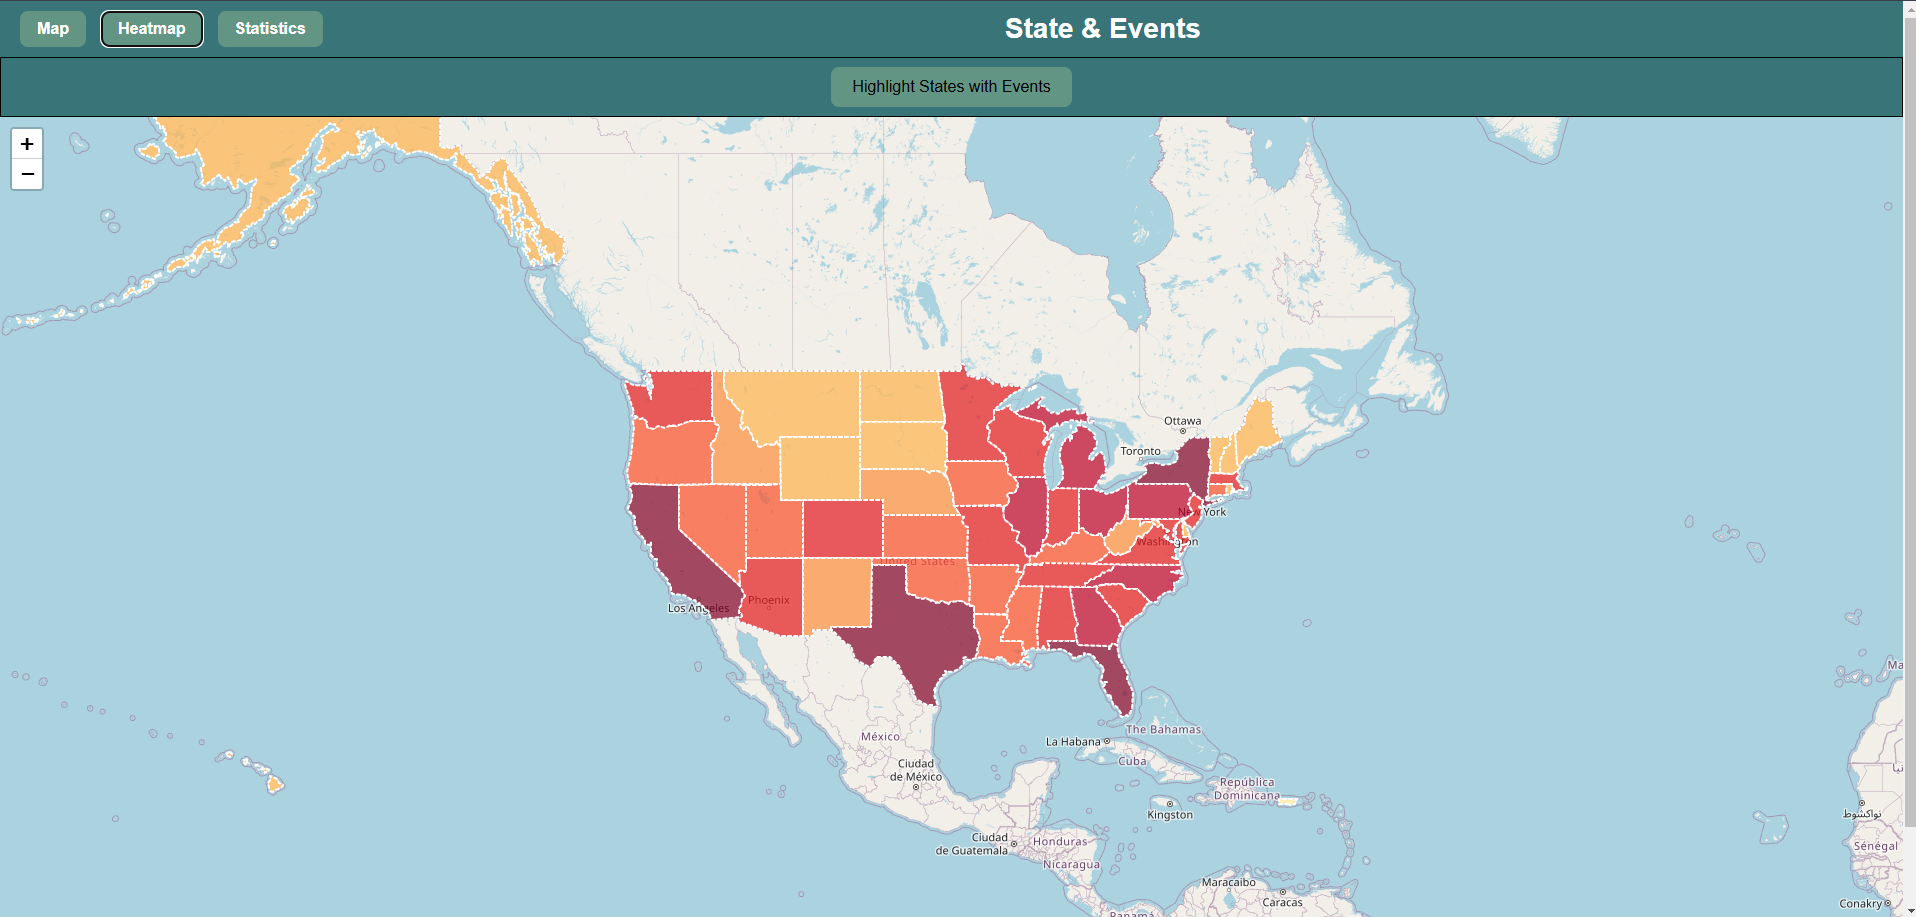 Map
Heatmap
Statistics
State & Events
Highlight States with Events
+
−
Ottawa
Toronto
New York
Washington
United States
Phoenix
Los Angeles
The Bahamas
La Habana
México
Cuba
Ciudad
de México
República
Dominicana
Kingston
نواكشوط
Ciudad
de Guatemala
Honduras
Sénégal
Nicaragua
Maracaibo
Caracas
Conakry
Panamá
Ma